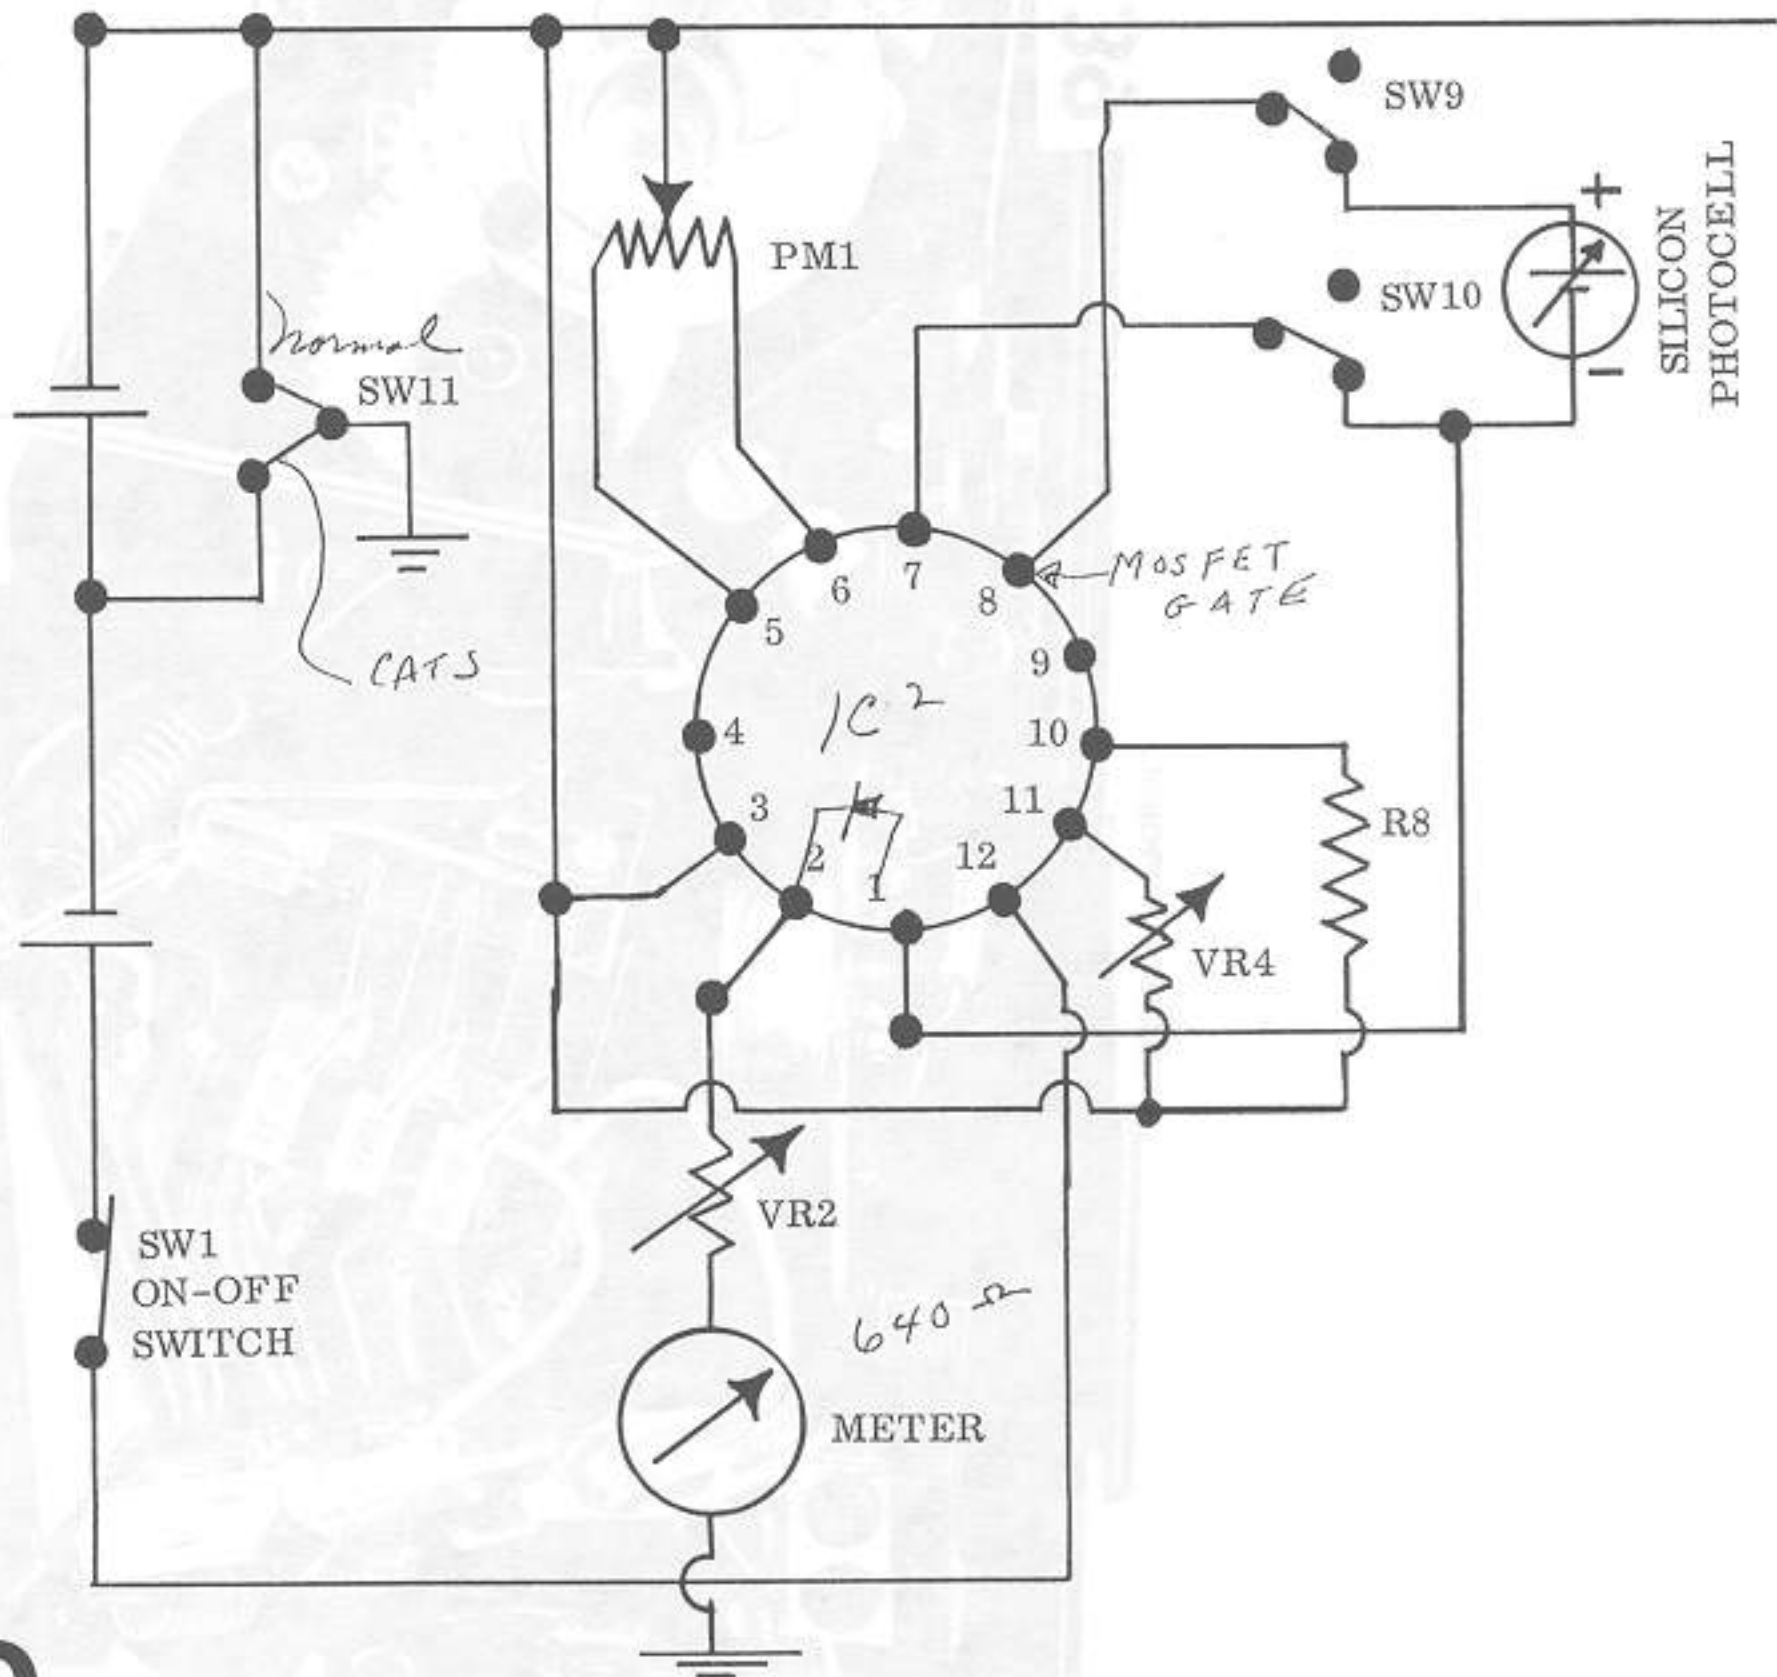 SW9
+
SILICON
PHOTOCELL
PM1
SW10
Normal
SW11
−
MOSFET
GATE
6
7
8
5
9
CATS
IC 2
4
10
3
11
R8
2
12
1
VR4
VR2
SW1
ON-OFF
SWITCH
640 Ω
METER